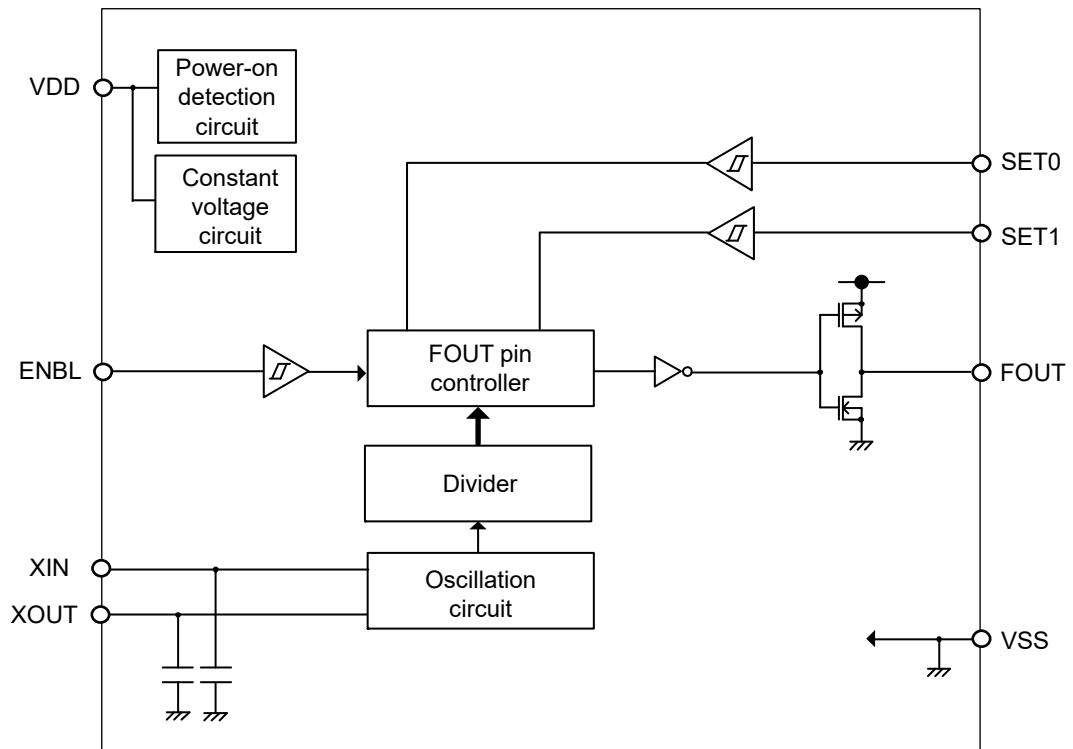 VDD
Power-on
detection
circuit
Constant
voltage
circuit
SET0
SET1
ENBL
FOUT pin
controller
FOUT
Divider
XIN
XOUT
Oscillation
circuit
VSS